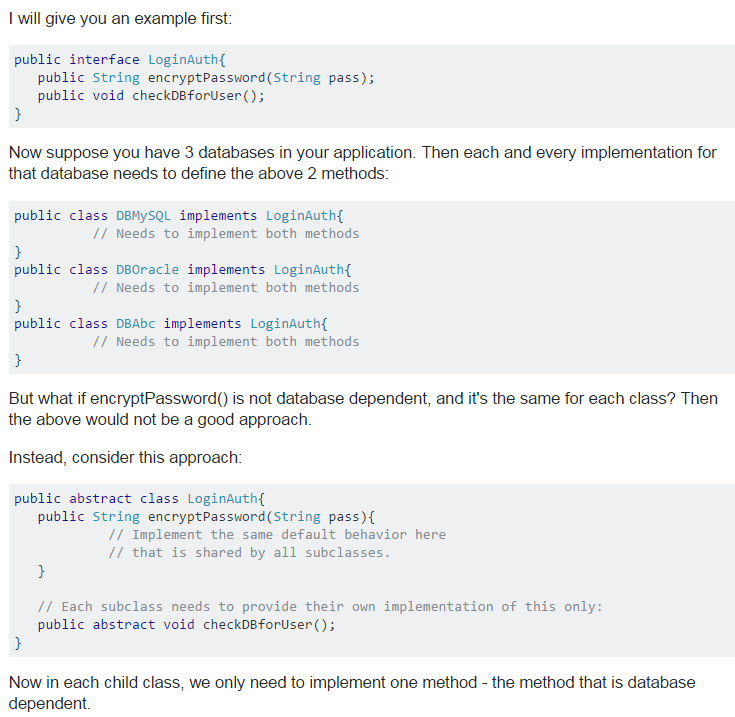 I will give you an example first:
public interface LoginAuth{
   public String encryptPassword(String pass);
   public void checkDBforUser();
}
Now suppose you have 3 databases in your application. Then each and every implementation for
that database needs to define the above 2 methods:
public class DBMySQL implements LoginAuth{
          // Needs to implement both methods
}
public class DBOracle implements LoginAuth{
          // Needs to implement both methods
}
public class DBAbc implements LoginAuth{
          // Needs to implement both methods
}
But what if encryptPassword() is not database dependent, and it's the same for each class? Then
the above would not be a good approach.
Instead, consider this approach:
public abstract class LoginAuth{
   public String encryptPassword(String pass){
            // Implement the same default behavior here
            // that is shared by all subclasses.
   }
   // Each subclass needs to provide their own implementation of this only:
   public abstract void checkDBforUser();
}
Now in each child class, we only need to implement one method - the method that is database
dependent.